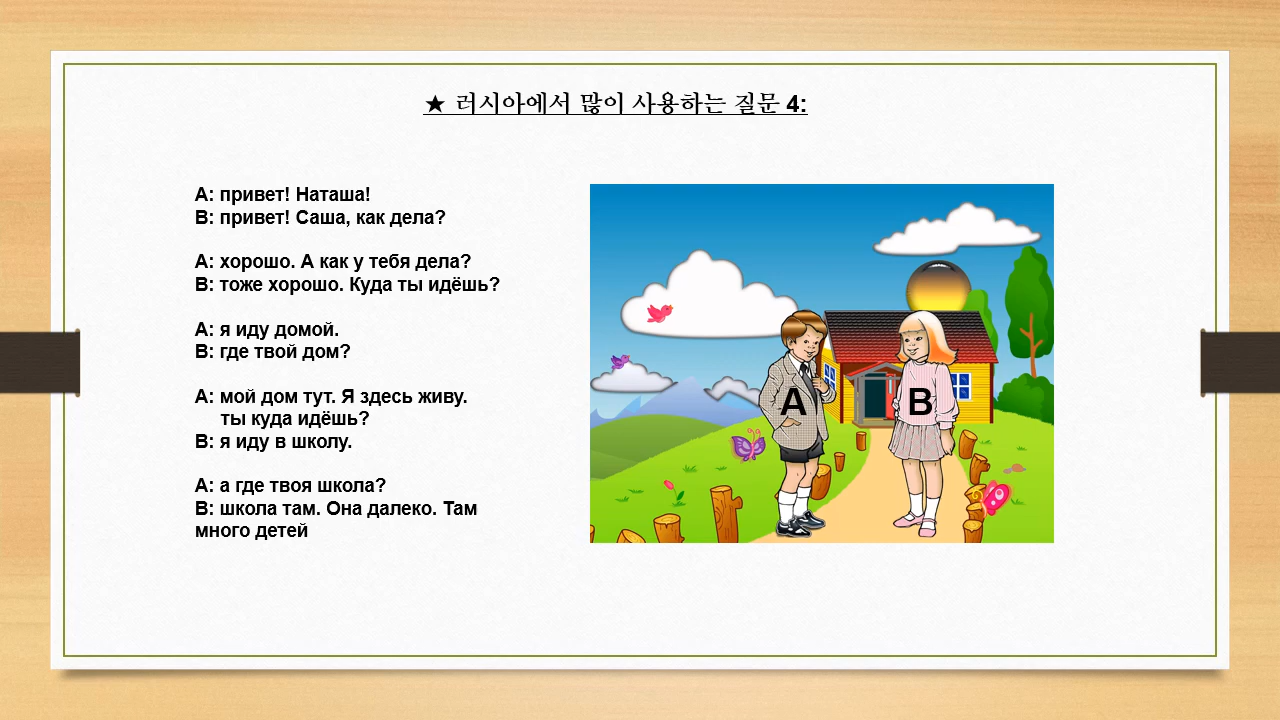 ★ 러시아에서 많이 사용하는 질문 4:
A: привет! Наташа!
B: привет! Саша, как дела?
A: хорошо. А как у тебя дела?
B: тоже хорошо. Куда ты идёшь?
A: я иду домой.
B: где твой дом?
A: мой дом тут. Я здесь живу.
ты куда идёшь?
B: я иду в школу.
A: а где твоя школа?
B: школа там. Она далеко. Там
много детей
A
B